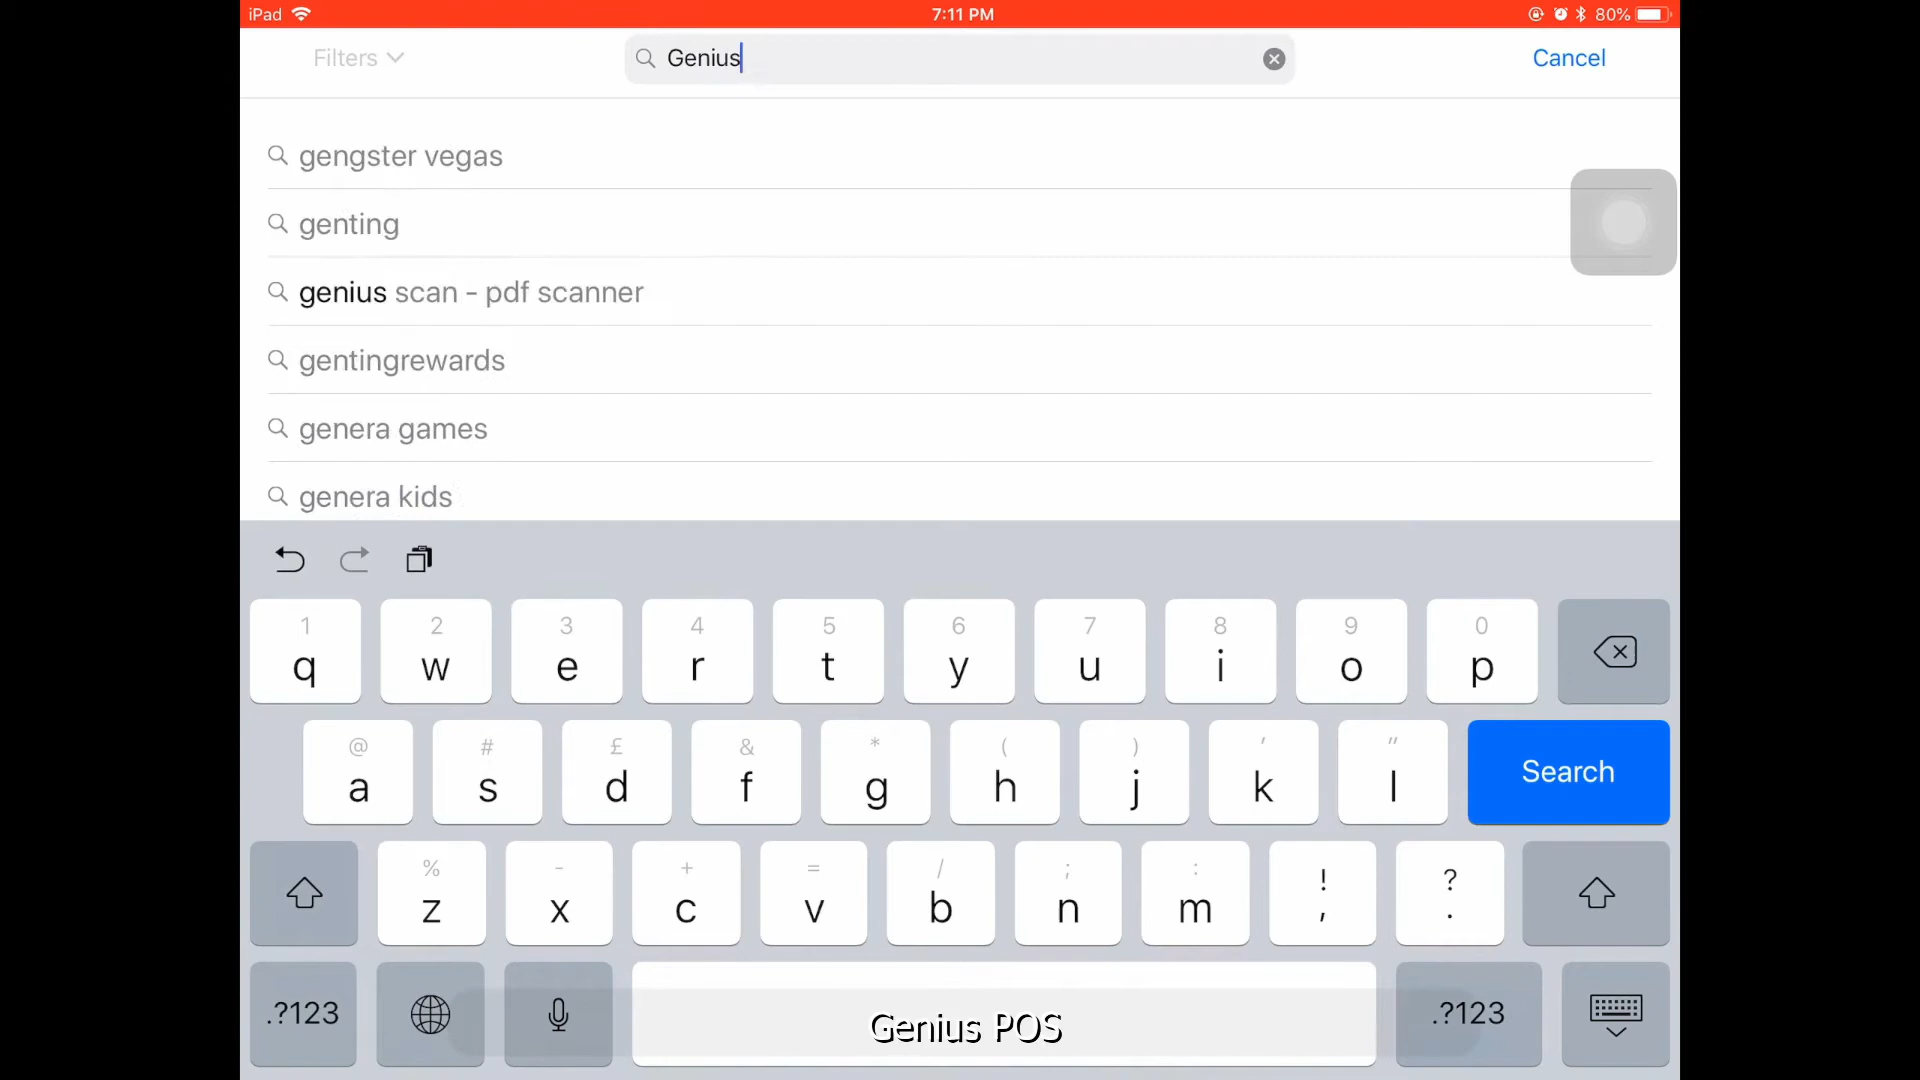 iPad 7:11 PM 80%
Filters Genius Cancel
gengster vegas
genting
genius scan - pdf scanner
gentingrewards
genera games
genera kids
1 2 3 4 5 6 7 8 9 0
q w e r t y u i o p
@ # £ & * ( ) ' "
a s d f g h j k l Search
% - + = / ; : ! ?
z x c v b n m , .
.?123 Genius POS .?123